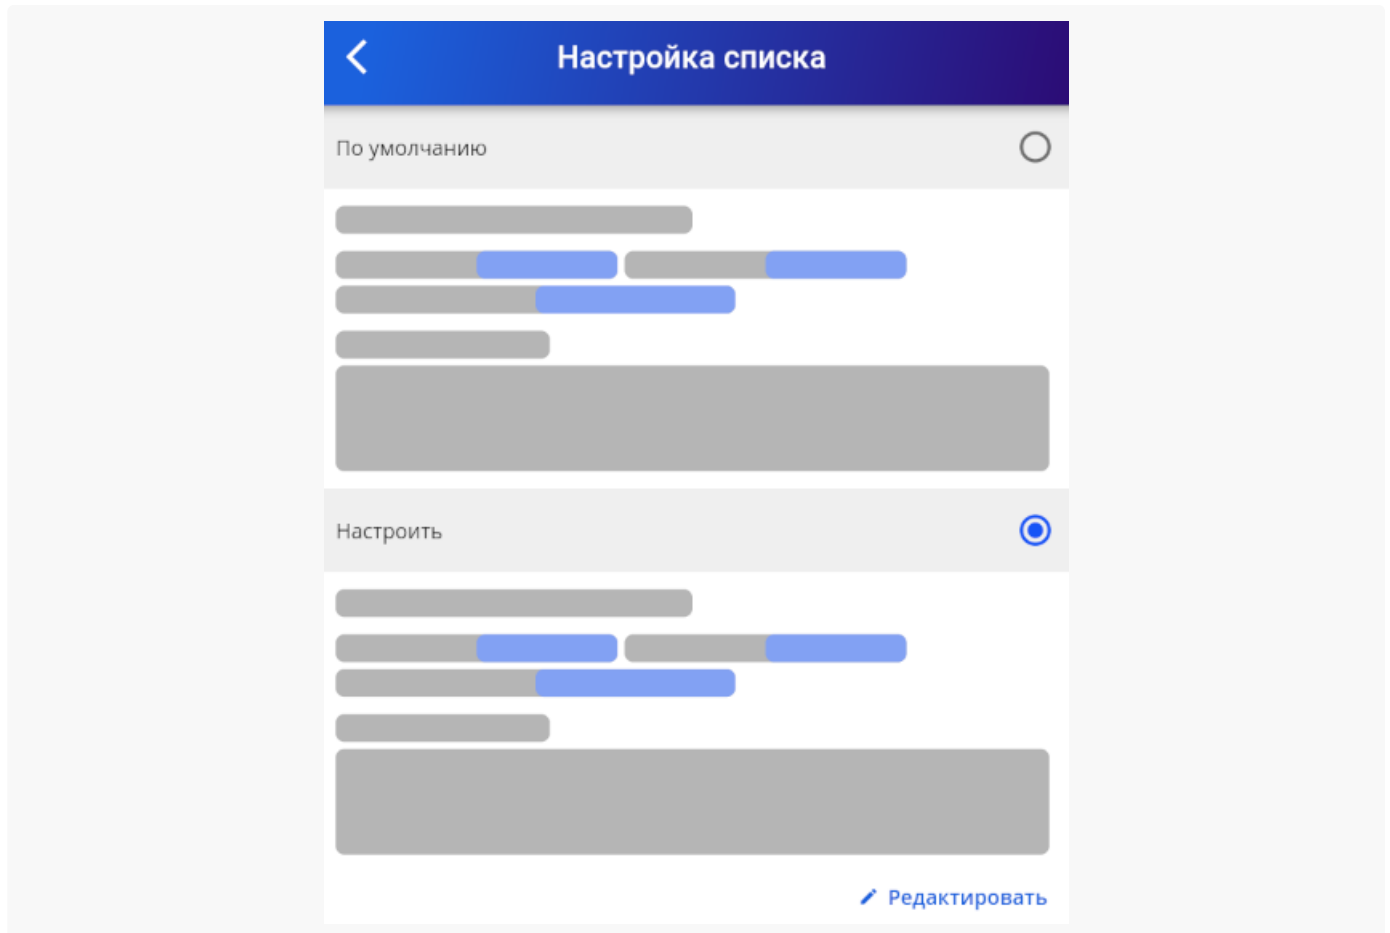 Настройка списка
По умолчанию
Настроить
Редактировать